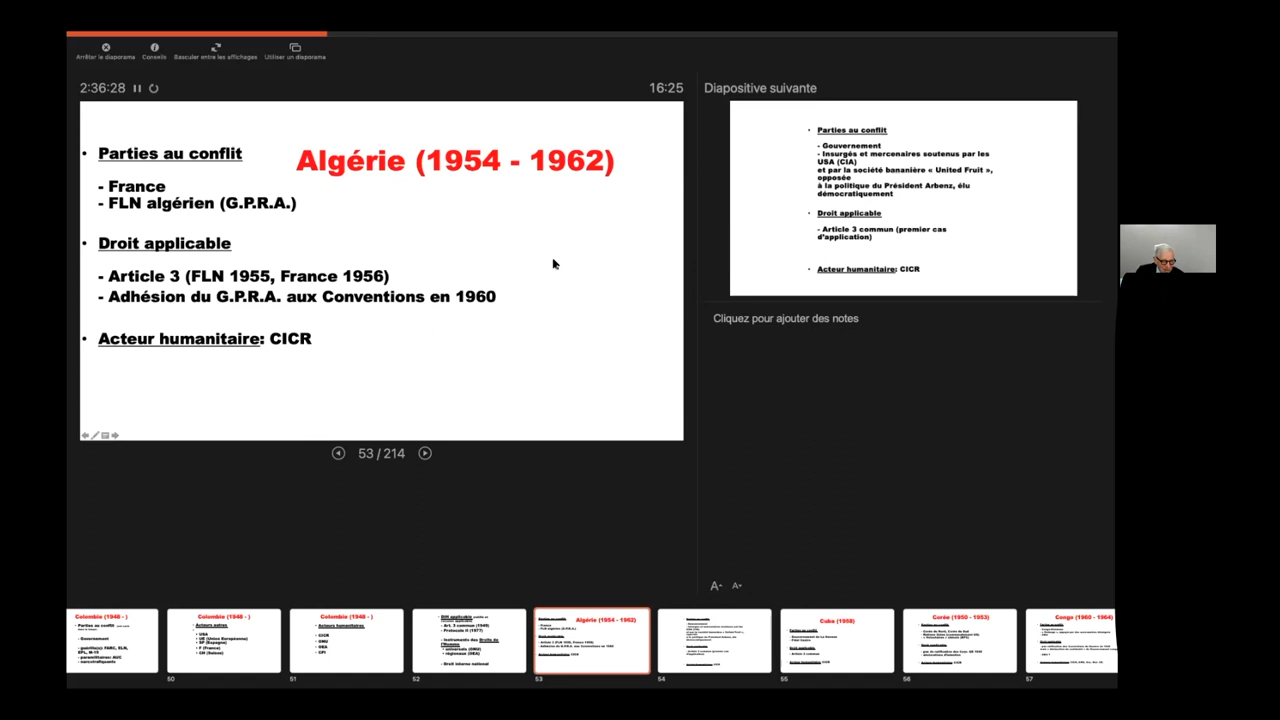 Arrêter le diaporama
Conseils
Basculer entre les affichages
Utiliser un diaporama
2:36:28
16:25
Diapositive suivante
• Parties au conflit
Algérie (1954 - 1962)
- France
- FLN algérien (G.P.R.A.)
• Droit applicable
- Article 3 (FLN 1955, France 1956)
- Adhésion du G.P.R.A. aux Conventions en 1960
• Acteur humanitaire: CICR
• Parties au conflit
- Gouvernement
- Insurgés et mercenaires soutenus par les
USA (CIA)
et par la société bananière « United Fruit »,
opposée
à la politique du Président Arbenz, élu
démocratiquement
• Droit applicable
- Article 3 commun (premier cas
d'application)
• Acteur humanitaire: CICR
Cliquez pour ajouter des notes
53 / 214
Colombie (1948 - )
Colombie (1948 - )
Colombie (1948 - )
Algérie (1954 - 1962)
Cuba (1958)
Corée (1950 - 1953)
Congo (1960 - 1964)
50
51
52
53
54
55
56
57